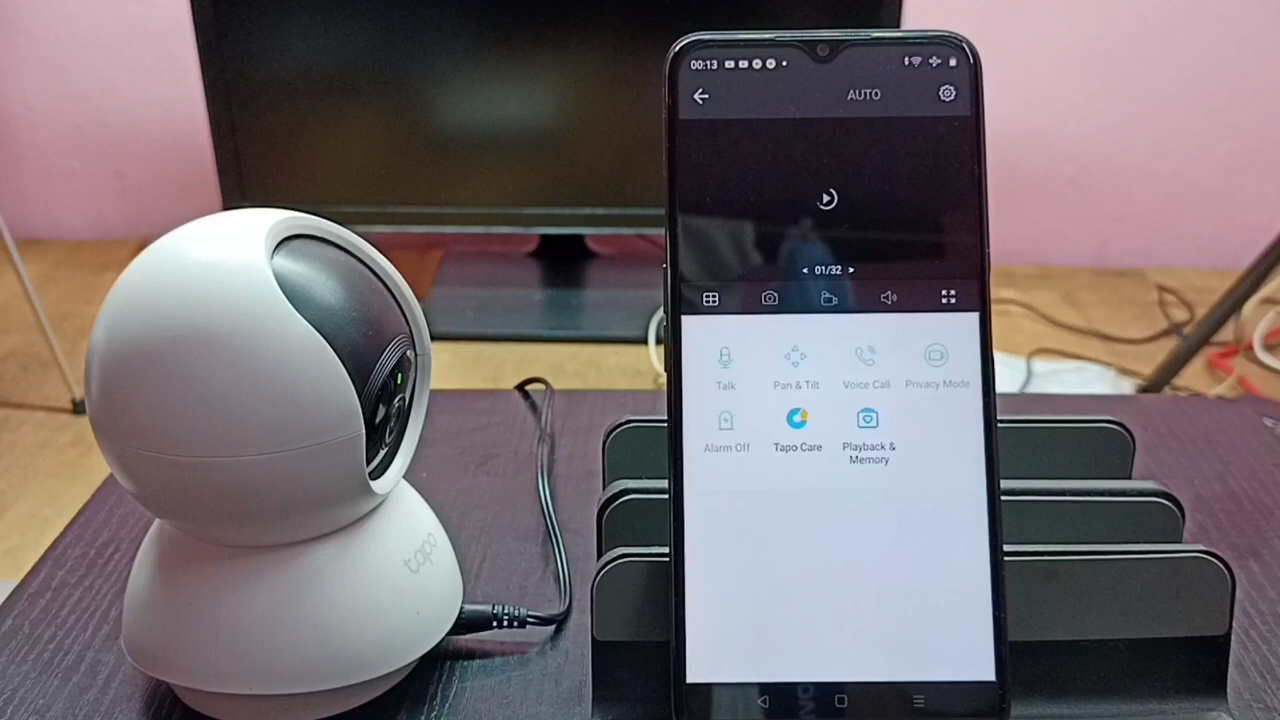 00:13
AUTO
< 01/32 >
Talk
Pan & Tilt
Voice Call
Privacy Mode
Alarm Off
Tapo Care
Playback &
Memory
tapo